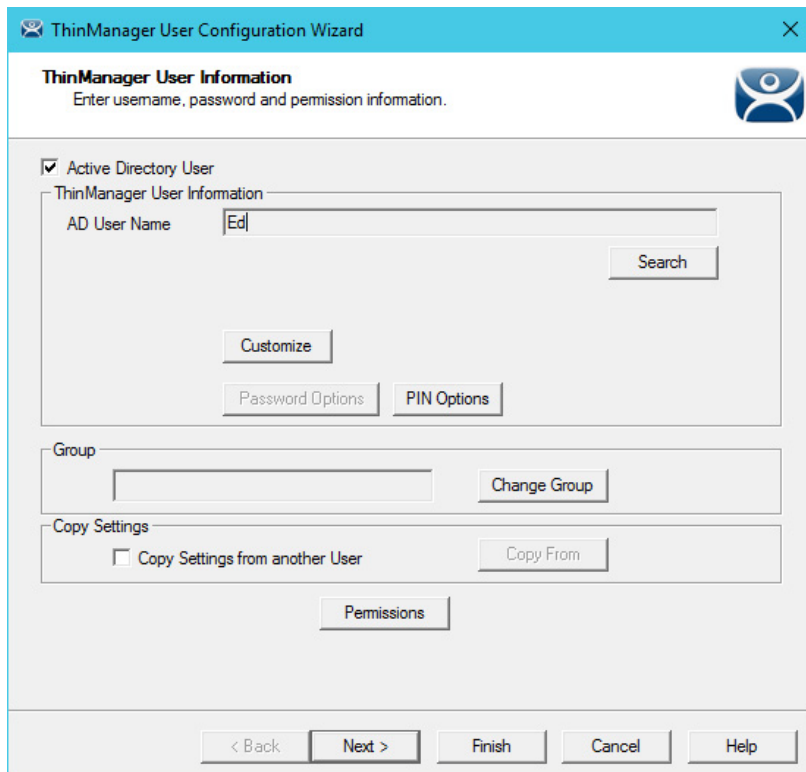 ThinManager User Configuration Wizard
ThinManager User Information
Enter username, password and permission information.
Active Directory User
ThinManager User Information
AD User Name Ed
Search
Customize
Password Options PIN Options
Group
Change Group
Copy Settings
Copy Settings from another User Copy From
Permissions
< Back Next > Finish Cancel Help